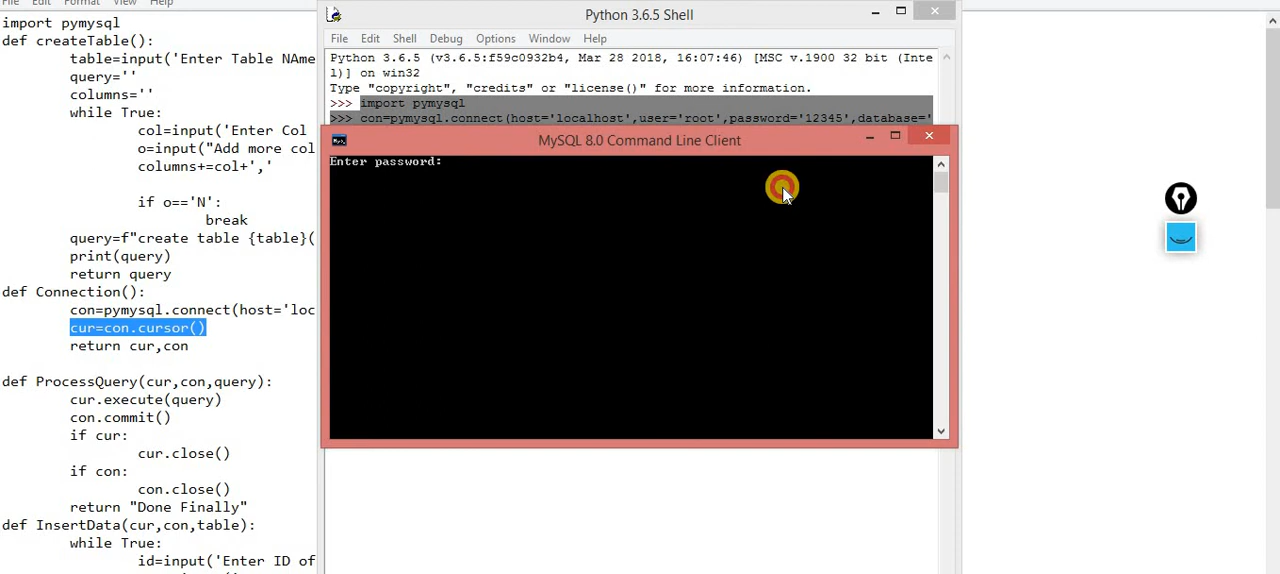 File Edit Format View Help
import pymysql
def createTable():
table=input('Enter Table NAme
query=''
columns=''
while True:
col=input('Enter Col
o=input("Add more col
columns+=col+','
if o=='N':
break
query=f"create table {table}(
print(query)
return query
def Connection():
con=pymysql.connect(host='loc
cur=con.cursor()
return cur,con
def ProcessQuery(cur,con,query):
cur.execute(query)
con.commit()
if cur:
cur.close()
if con:
con.close()
return "Done Finally"
def InsertData(cur,con,table):
while True:
id=input('Enter ID of
Python 3.6.5 Shell
File Edit Shell Debug Options Window Help
Python 3.6.5 (v3.6.5:f59c0932b4, Mar 28 2018, 16:07:46) [MSC v.1900 32 bit (Inte
l)] on win32
Type "copyright", "credits" or "license()" for more information.
>>> import pymysql
>>> con=pymysql.connect(host='localhost',user='root',password='12345',database='
MySQL 8.0 Command Line Client
Enter password: